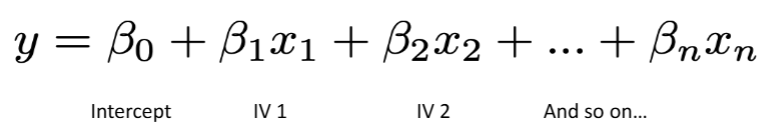 y = β₀ + β₁x₁ + β₂x₂ + ... + βₙxₙ
Intercept IV 1 IV 2 And so on...